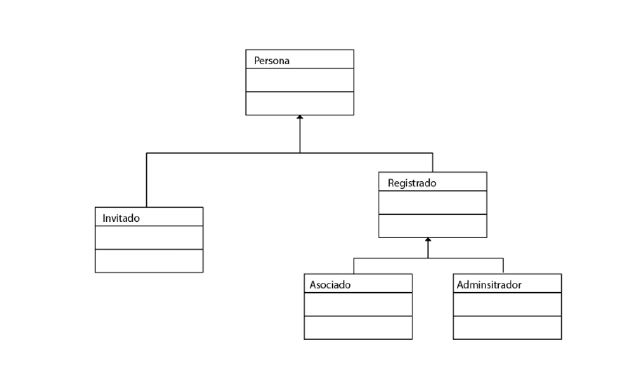 Persona
Registrado
Invitado
Asociado
Adminsitrador